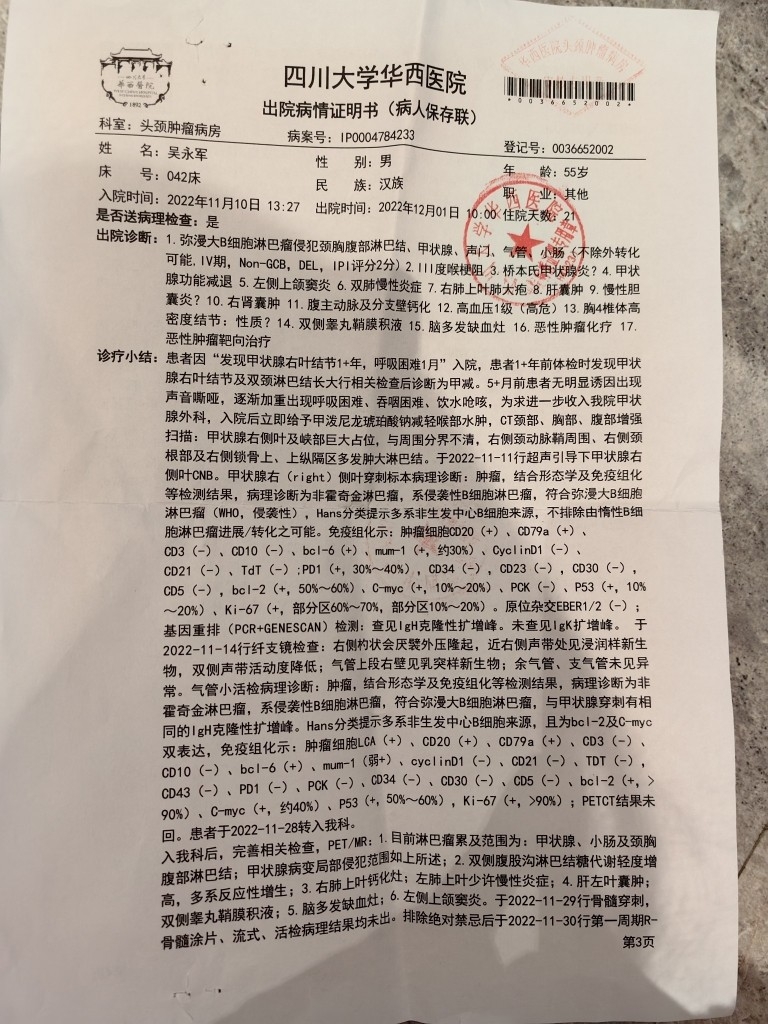 华西医院
1892
四川大学华西医院
出院病情证明书（病人保存联）
*0036652002*
科室：头颈肿瘤病房
病案号：IP0004784233
登记号：0036652002
姓 名：吴永军
性 别：男
年 龄：55岁
床 号：042床
民 族：汉族
职 业：其他
入院时间：2022年11月10日 13:27 出院时间：2022年12月01日 10:00 住院天数：21
是否送病理检查：是
出院诊断：1.弥漫大B细胞淋巴瘤侵犯颈胸腹部淋巴结、甲状腺、声门、气管、小肠（不除外转化
可能，IV期，Non-GCB，DEL，IPI评分2分）2.III度喉梗阻 3.桥本氏甲状腺炎？4.甲状
腺功能减退 5.左侧上颌窦炎 6.双肺慢性炎症 7.右肺上叶肺大疱 8.肝囊肿 9.慢性胆
囊炎？10.右肾囊肿 11.腹主动脉及分支壁钙化 12.高血压1级（高危）13.胸4椎体高
密度结节：性质？14.双侧睾丸鞘膜积液 15.脑多发缺血灶 16.恶性肿瘤化疗 17.
恶性肿瘤靶向治疗
诊疗小结：患者因“发现甲状腺右叶结节1+年，呼吸困难1月”入院，患者1+年前体检时发现甲状
腺右叶结节及双颈淋巴结长大行相关检查后诊断为甲减。5+月前患者无明显诱因出现
声音嘶哑，逐渐加重出现呼吸困难、吞咽困难、饮水呛咳，为求进一步收入我院甲状
腺外科，入院后立即给予甲泼尼龙琥珀酸钠减轻喉部水肿，CT颈部、胸部、腹部增强
扫描：甲状腺右侧叶及峡部巨大占位，与周围分界不清，右侧颈动脉鞘周围、右侧颈
根部及右侧锁骨上、上纵隔区多发肿大淋巴结。于2022-11-11行超声引导下甲状腺右
侧叶CNB。甲状腺右（right）侧叶穿刺标本病理诊断：肿瘤，结合形态学及免疫组化
等检测结果，病理诊断为非霍奇金淋巴瘤，系侵袭性B细胞淋巴瘤，符合弥漫大B细胞
淋巴瘤（WHO，侵袭性），Hans分类提示多系非生发中心B细胞来源，不排除由惰性B细
胞淋巴瘤进展/转化之可能。免疫组化示：肿瘤细胞CD20（+）、CD79a（+）、
CD3（-）、CD10（-）、bcl-6（+）、mum-1（+，约30%）、CyclinD1（-）、
CD21（-）、TdT（-）;PD1（+，30%～40%），CD34（-）、CD23（-）、CD30（-）、
CD5（-），bcl-2（+，50%～60%）、C-myc（+，10%～20%）、PCK（-）、P53（+，10%
～20%）、Ki-67（+，部分区60%～70%，部分区10%～20%）。原位杂交EBER1/2（-）；
基因重排（PCR+GENESCAN）检测：查见IgH克隆性扩增峰。未查见IgK扩增峰。 于
2022-11-14行纤支镜检查：右侧杓状会厌襞外压隆起，近右侧声带处见浸润样新生
物，双侧声带活动度降低；气管上段右壁见乳突样新生物；余气管、支气管未见异
常。气管小活检病理诊断：肿瘤，结合形态学及免疫组化等检测结果，病理诊断为非
霍奇金淋巴瘤，系侵袭性B细胞淋巴瘤，符合弥漫大B细胞淋巴瘤，与甲状腺穿刺有相
同的IgH克隆性扩增峰。Hans分类提示多系非生发中心B细胞来源，且为bcl-2及C-myc
双表达，免疫组化示：肿瘤细胞LCA（+）、CD20（+）、CD79a（+）、CD3（-）、
CD10（-）、bcl-6（+）、mum-1（弱+）、cyclinD1（-）、CD21（-）、TDT（-），
CD43（-）、PD1（-）、PCK（-）、CD34（-）、CD30（-）、CD5（-）、bcl-2（+，>
90%）、C-myc（+，约40%）、P53（+，50%～60%），Ki-67（+，>90%）；PETCT结果未
回。患者于2022-11-28转入我科。
入我科后，完善相关检查，PET/MR：1.目前淋巴瘤累及范围为：甲状腺、小肠及颈胸
腹部淋巴结；甲状腺病变局部侵犯范围如上所述；2.双侧腹股沟淋巴结糖代谢轻度增
高，多系反应性增生；3.右肺上叶钙化灶；左肺上叶少许慢性炎症；4.肝左叶囊肿；
双侧睾丸鞘膜积液；5.脑多发缺血灶；6.左侧上颌窦炎。于2022-11-29行骨髓穿刺，
骨髓涂片、流式、活检病理结果均未出。排除绝对禁忌后于2022-11-30行第一周期R-
第3页